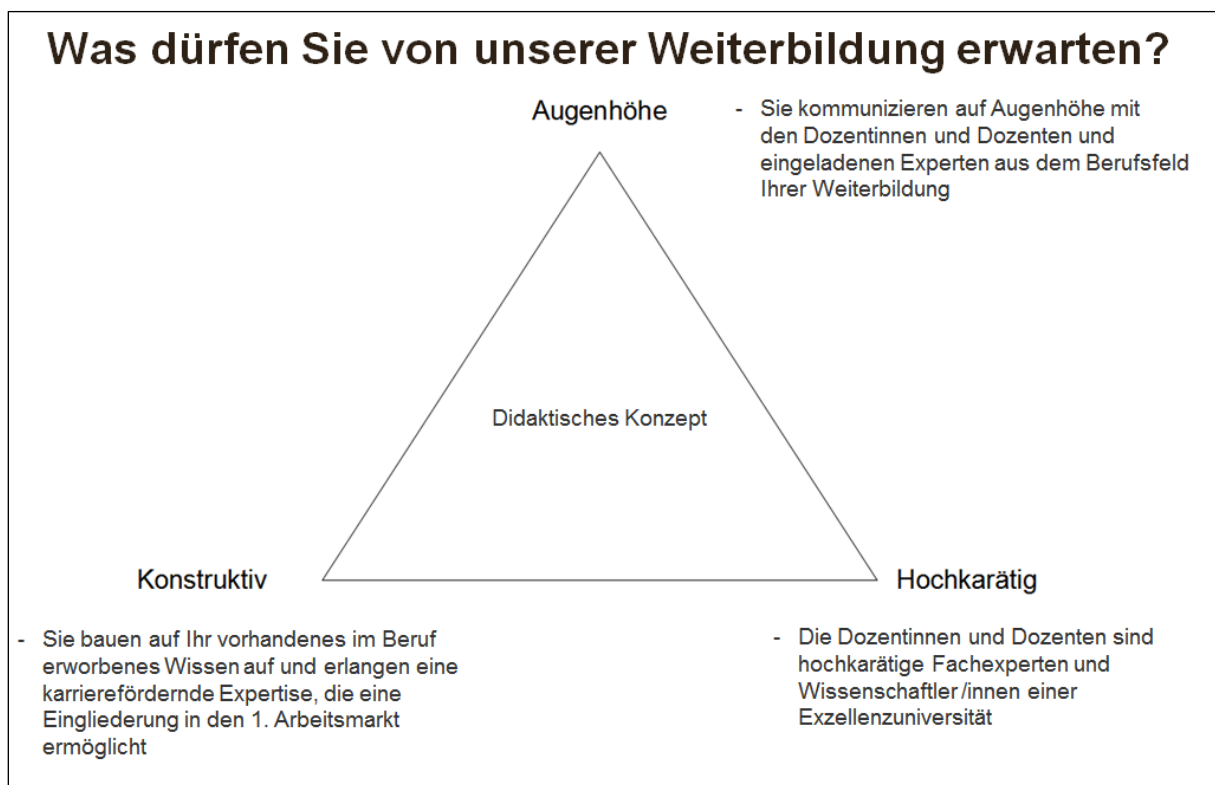 Was dürfen Sie von unserer Weiterbildung erwarten?
Augenhöhe
- Sie kommunizieren auf Augenhöhe mit
den Dozentinnen und Dozenten und
eingeladenen Experten aus dem Berufsfeld
Ihrer Weiterbildung
Didaktisches Konzept
Konstruktiv
- Sie bauen auf Ihr vorhandenes im Beruf
erworbenes Wissen auf und erlangen eine
karrierefördernde Expertise, die eine
Eingliederung in den 1. Arbeitsmarkt
ermöglicht
Hochkarätig
- Die Dozentinnen und Dozenten sind
hochkarätige Fachexperten und
Wissenschaftler/innen einer
Exzellenzuniversität